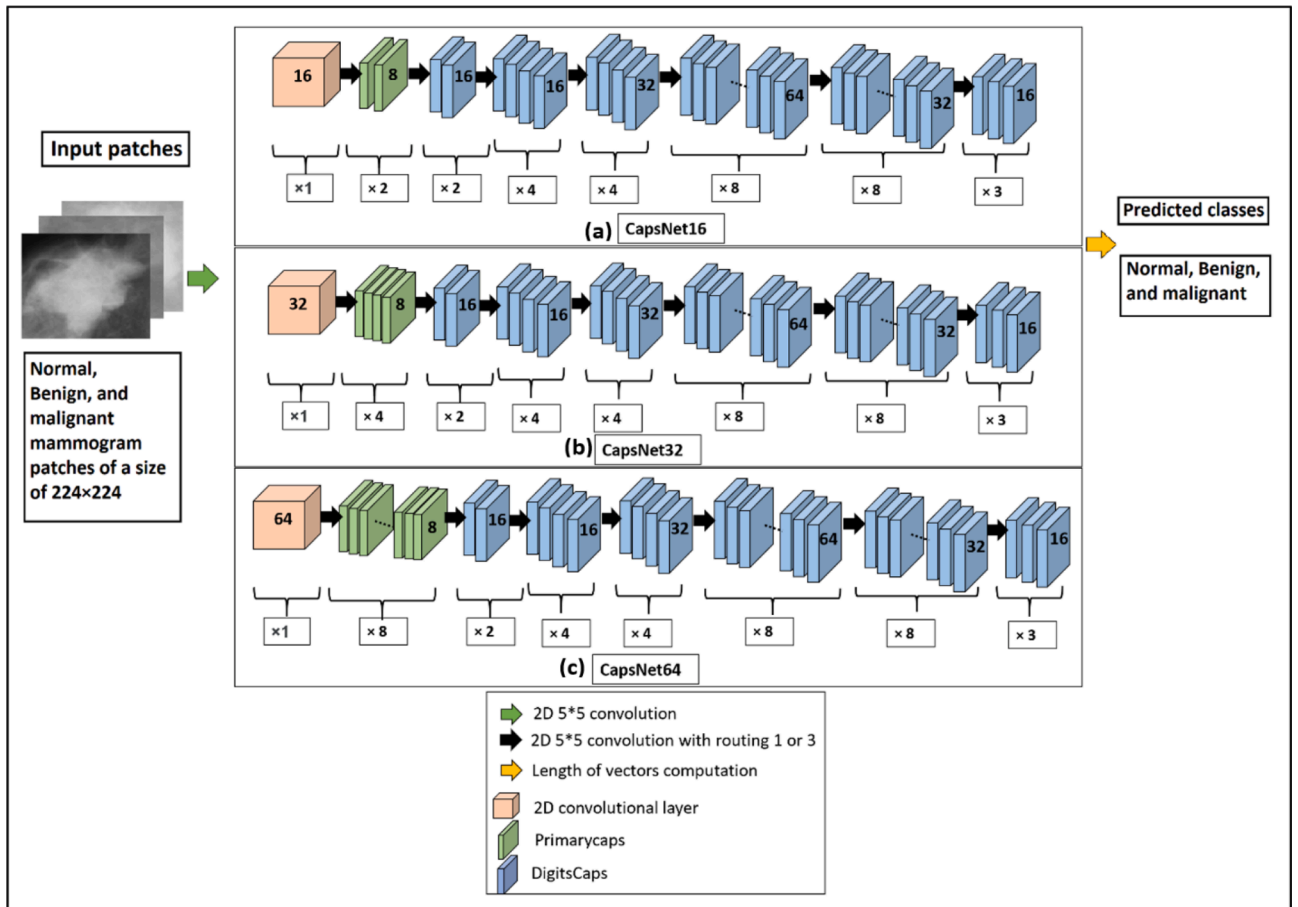 Input patches
Normal,
Benign, and
malignant
mammogram
patches of a size
of 224×224
16 8 16 16 32 64 32 16
×1 × 2 × 2 × 4 × 4 × 8 × 8 × 3
(a) CapsNet16
32 8 16 16 32 64 32 16
×1 × 4 × 2 × 4 × 4 × 8 × 8 × 3
(b) CapsNet32
64 8 16 16 32 64 32 16
×1 × 8 × 2 × 4 × 4 × 8 × 8 × 3
(c) CapsNet64
Predicted classes
Normal, Benign,
and malignant
2D 5*5 convolution
2D 5*5 convolution with routing 1 or 3
Length of vectors computation
2D convolutional layer
Primarycaps
DigitsCaps